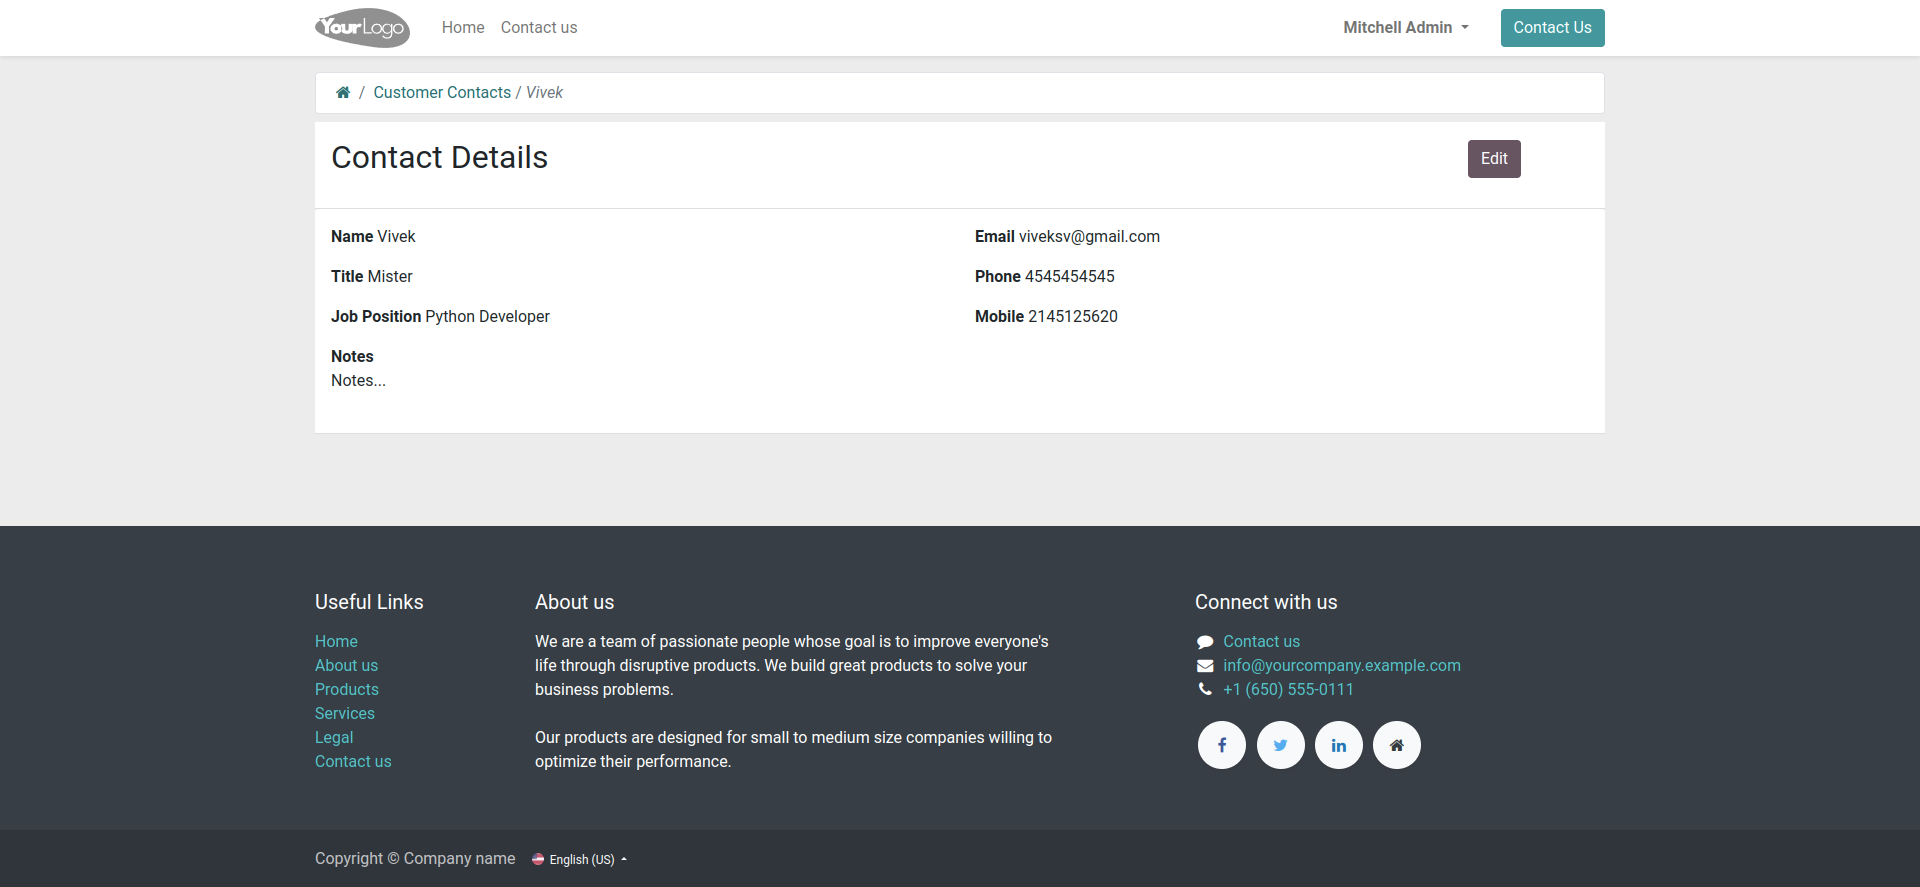 YourLogo Home Contact us Mitchell Admin Contact Us
/ Customer Contacts / Vivek
Contact Details Edit
Name Vivek
Email viveksv@gmail.com
Title Mister
Phone 4545454545
Job Position Python Developer
Mobile 2145125620
Notes
Notes...
Useful Links
Home
About us
Products
Services
Legal
Contact us
About us
We are a team of passionate people whose goal is to improve everyone's
life through disruptive products. We build great products to solve your
business problems.
Our products are designed for small to medium size companies willing to
optimize their performance.
Connect with us
Contact us
info@yourcompany.example.com
+1 (650) 555-0111
Copyright © Company name English (US)